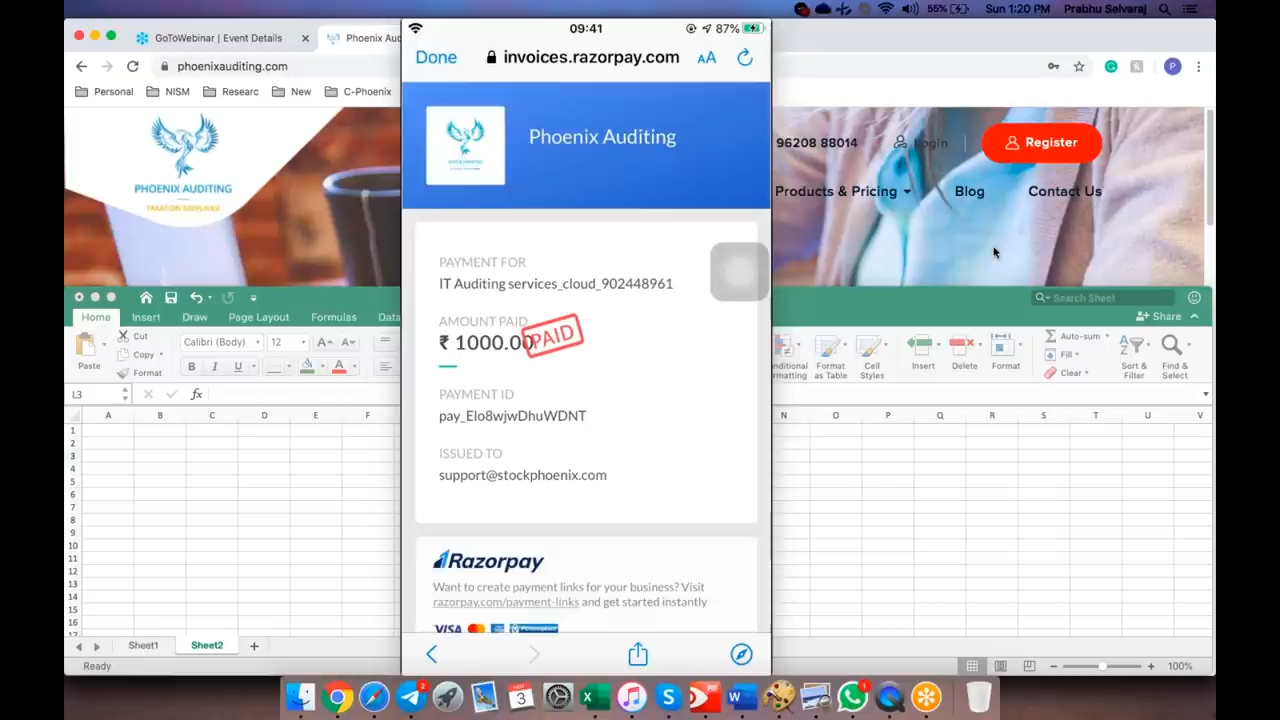 55%
Sun 1:20 PM
Prabhu Selvaraj
GoToWebinar | Event Details
Phoenix Aud
phoenixauditing.com
Personal
NISM
Researc
New
C-Phoenix
PHOENIX AUDITING
TAXATION SIMPLIFIED
96208 88014
Login
Register
Products & Pricing
Blog
Contact Us
09:41
87%
Done
invoices.razorpay.com
AA
Phoenix Auditing
PAYMENT FOR
IT Auditing services_cloud_902448961
AMOUNT PAID
₹ 1000.00
PAID
PAYMENT ID
pay_EIo8wjwDhuWDNT
ISSUED TO
support@stockphoenix.com
Razorpay
Want to create payment links for your business? Visit
razorpay.com/payment-links and get started instantly
VISA
Search Sheet
Home
Insert
Draw
Page Layout
Formulas
Data
Share
Paste
Cut
Copy
Format
Calibri (Body)
12
A
A
B
I
U
A
nditional
rmatting
Format
as Table
Cell
Styles
Insert
Delete
Format
Auto-sum
Fill
Clear
Sort &
Filter
Find &
Select
L3
fx
A B C D E F N O P Q R S T U V
1
2
3
4
5
6
7
8
9
10
11
12
13
14
15
16
17
Sheet1
Sheet2
Ready
100%
2
3
1